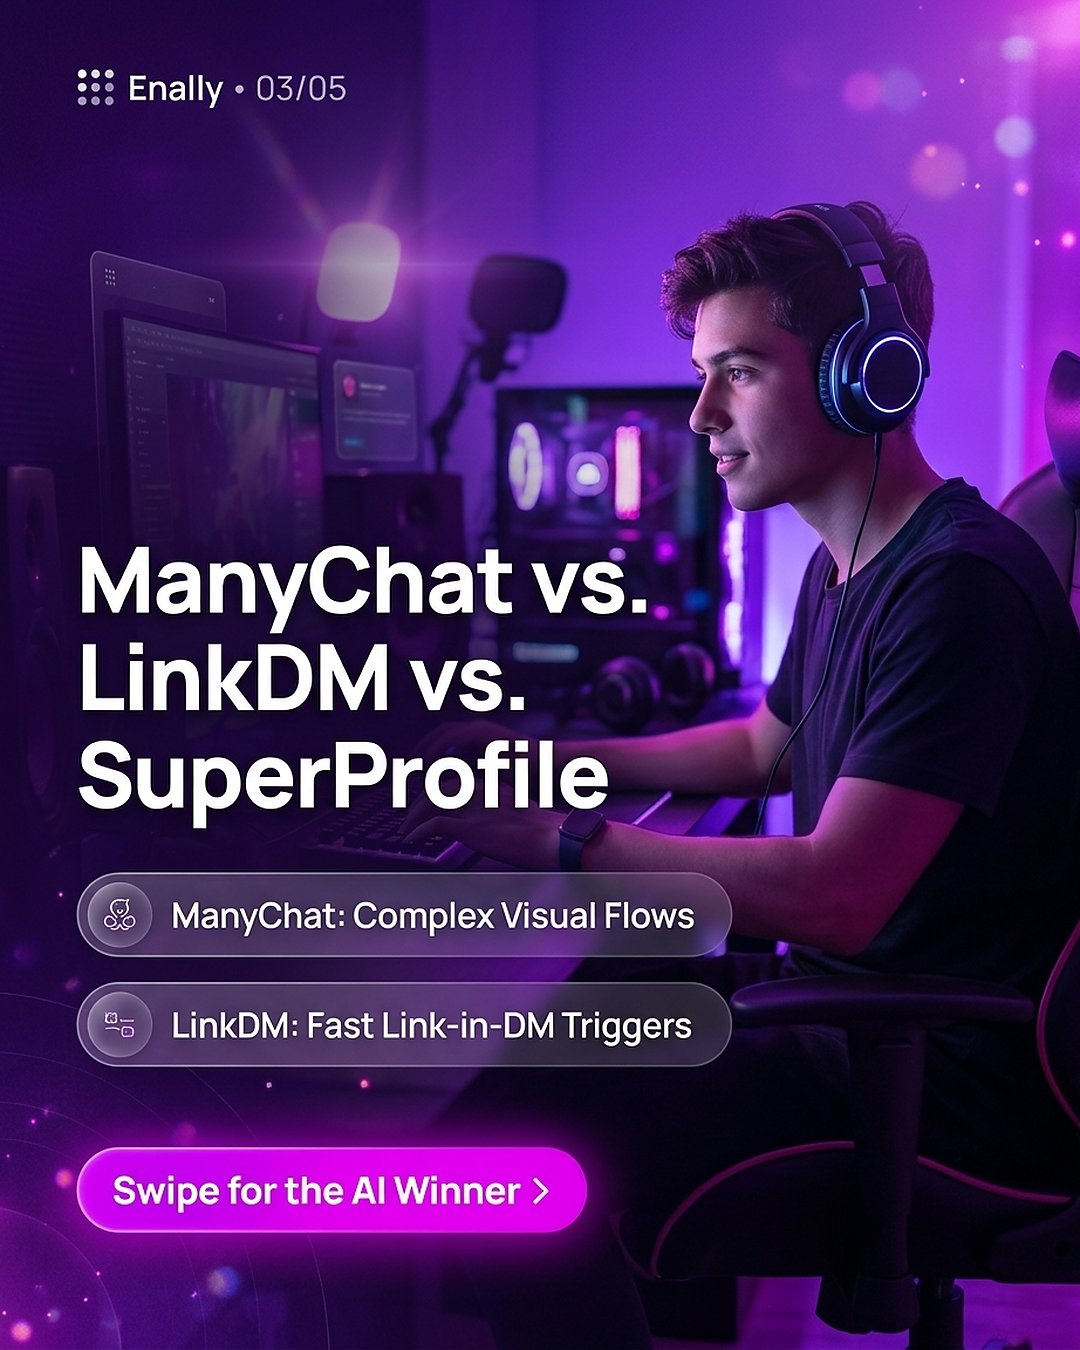 Enally • 03/05
ManyChat vs.
LinkDM vs.
SuperProfile
ManyChat: Complex Visual Flows
LinkDM: Fast Link-in-DM Triggers
Swipe for the AI Winner >